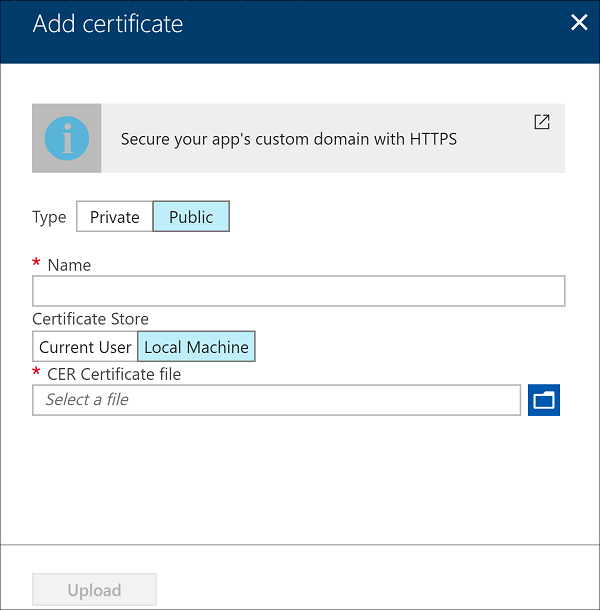 Add certificate
Secure your app's custom domain with HTTPS
Type Private Public
* Name
Certificate Store
Current User Local Machine
* CER Certificate file
Select a file
Upload